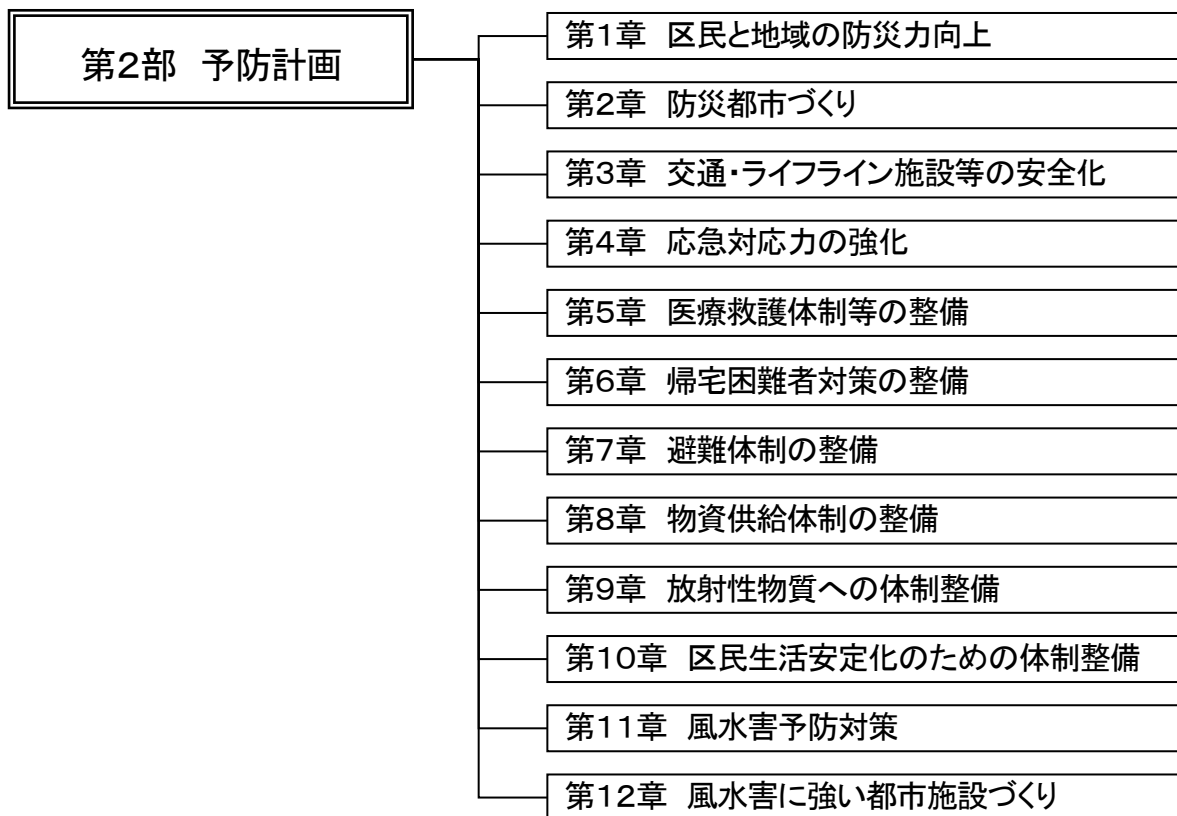 第2部 予防計画
第1章 区民と地域の防災力向上
第2章 防災都市づくり
第3章 交通・ライフライン施設等の安全化
第4章 応急対応力の強化
第5章 医療救護体制等の整備
第6章 帰宅困難者対策の整備
第7章 避難体制の整備
第8章 物資供給体制の整備
第9章 放射性物質への体制整備
第10章 区民生活安定化のための体制整備
第11章 風水害予防対策
第12章 風水害に強い都市施設づくり